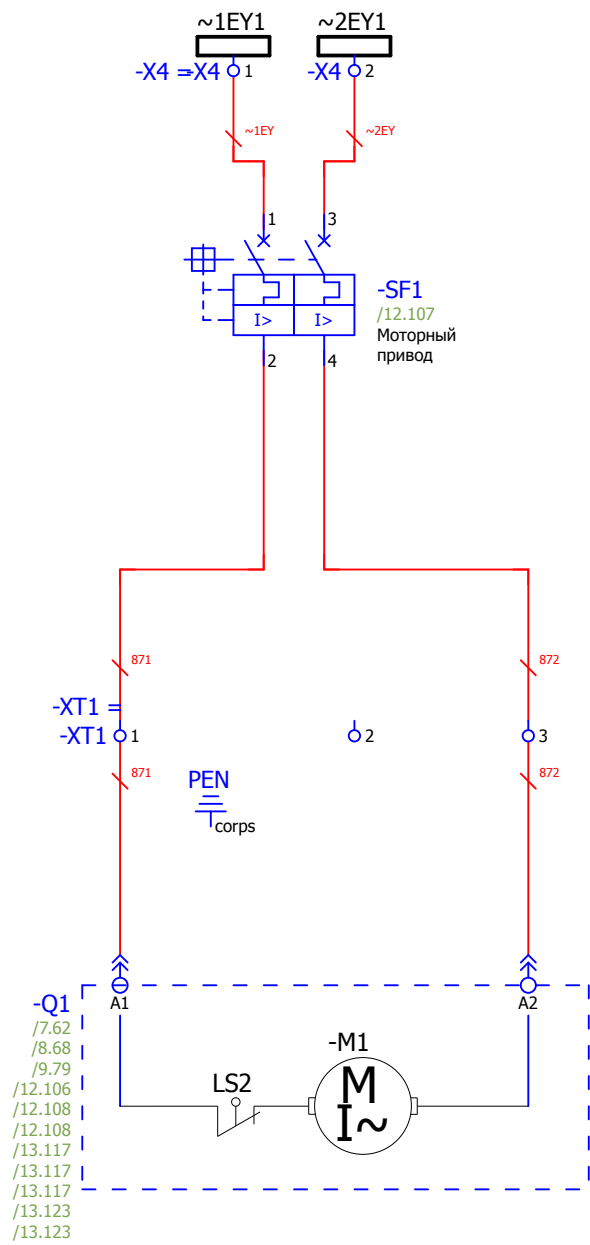 ~1EY1 ~2EY1
-X4 =-X4 1 -X4 2
~1EY ~2EY
1 3
-SF1
/12.107
I> I>
Моторный
привод
2 4
871 872
-XT1 =
-XT1 1 2 3
871 872
PEN
corps
-Q1 A1 A2
/7.62
/8.68
-M1
/9.79
LS2 M
/12.106
I~
/12.108
/12.108
/13.117
/13.117
/13.117
/13.123
/13.123